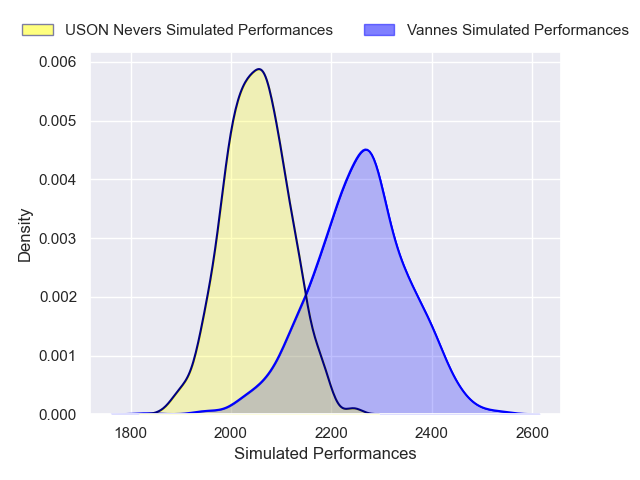 USON Nevers Simulated Performances Vannes Simulated Performances
0.006
0.005
0.004
0.003
0.002
0.001
0.000
Density
1800 2000 2200 2400 2600
Simulated Performances